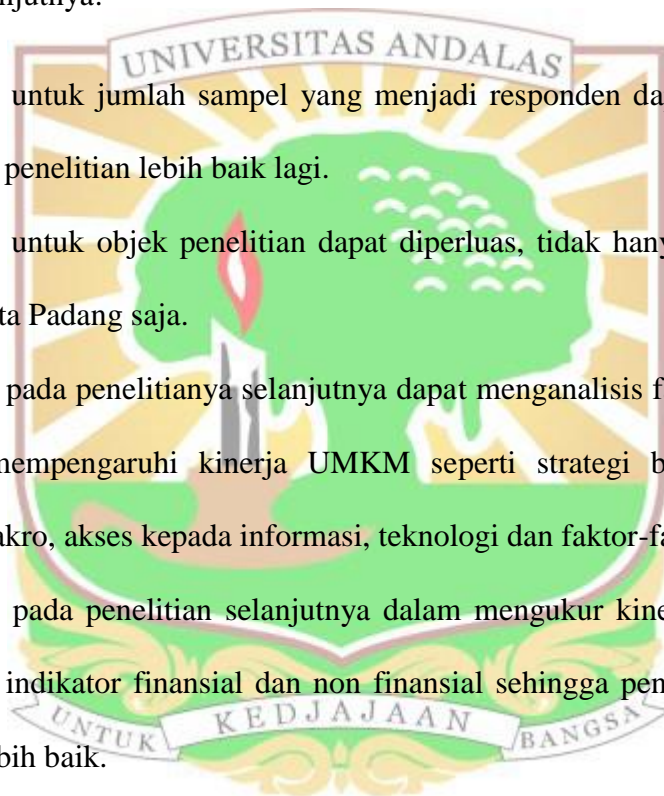 njutnya.
UNIVERSITAS ANDALAS
untuk jumlah sampel yang menjadi responden da
penelitian lebih baik lagi.
untuk objek penelitian dapat diperluas, tidak hany
ta Padang saja.
pada penelitianya selanjutnya dapat menganalisis f
mempengaruhi kinerja UMKM seperti strategi b
akro, akses kepada informasi, teknologi dan faktor-fa
pada penelitian selanjutnya dalam mengukur kine
indikator finansial dan non finansial sehingga pen
UNTUK KEDJAJAAN BANGSA
bih baik.